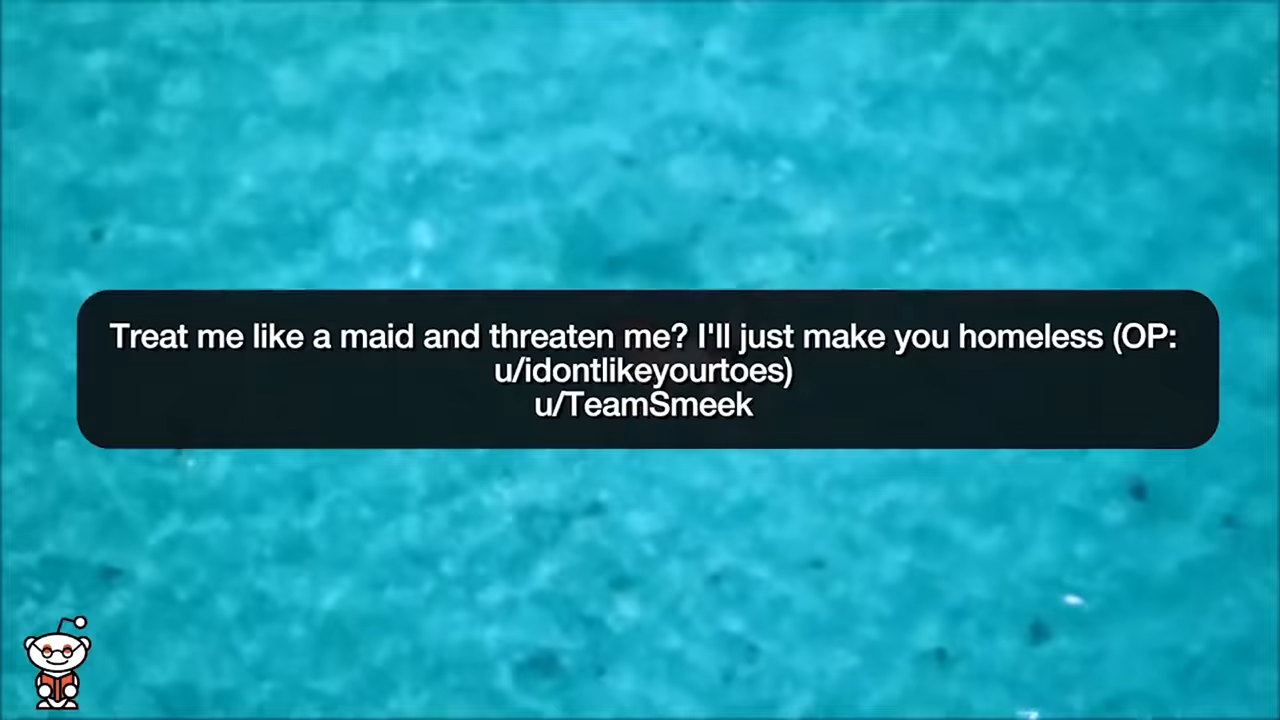 Treat me like a maid and threaten me? I'll just make you homeless (OP:
u/idontlikeyourtoes)
u/TeamSmeek